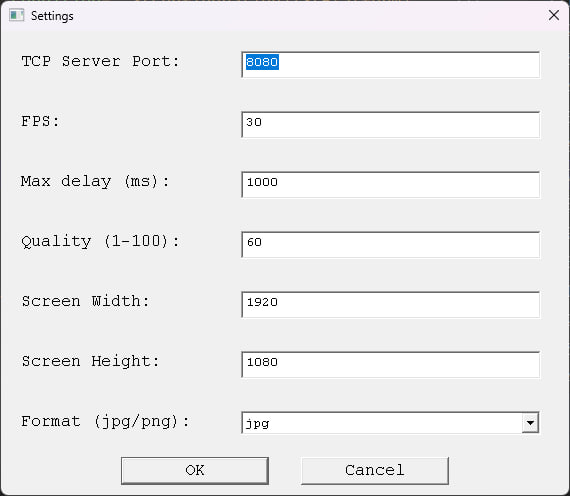 Settings
TCP Server Port: 8080
FPS: 30
Max delay (ms): 1000
Quality (1-100): 60
Screen Width: 1920
Screen Height: 1080
Format (jpg/png): jpg
OK Cancel